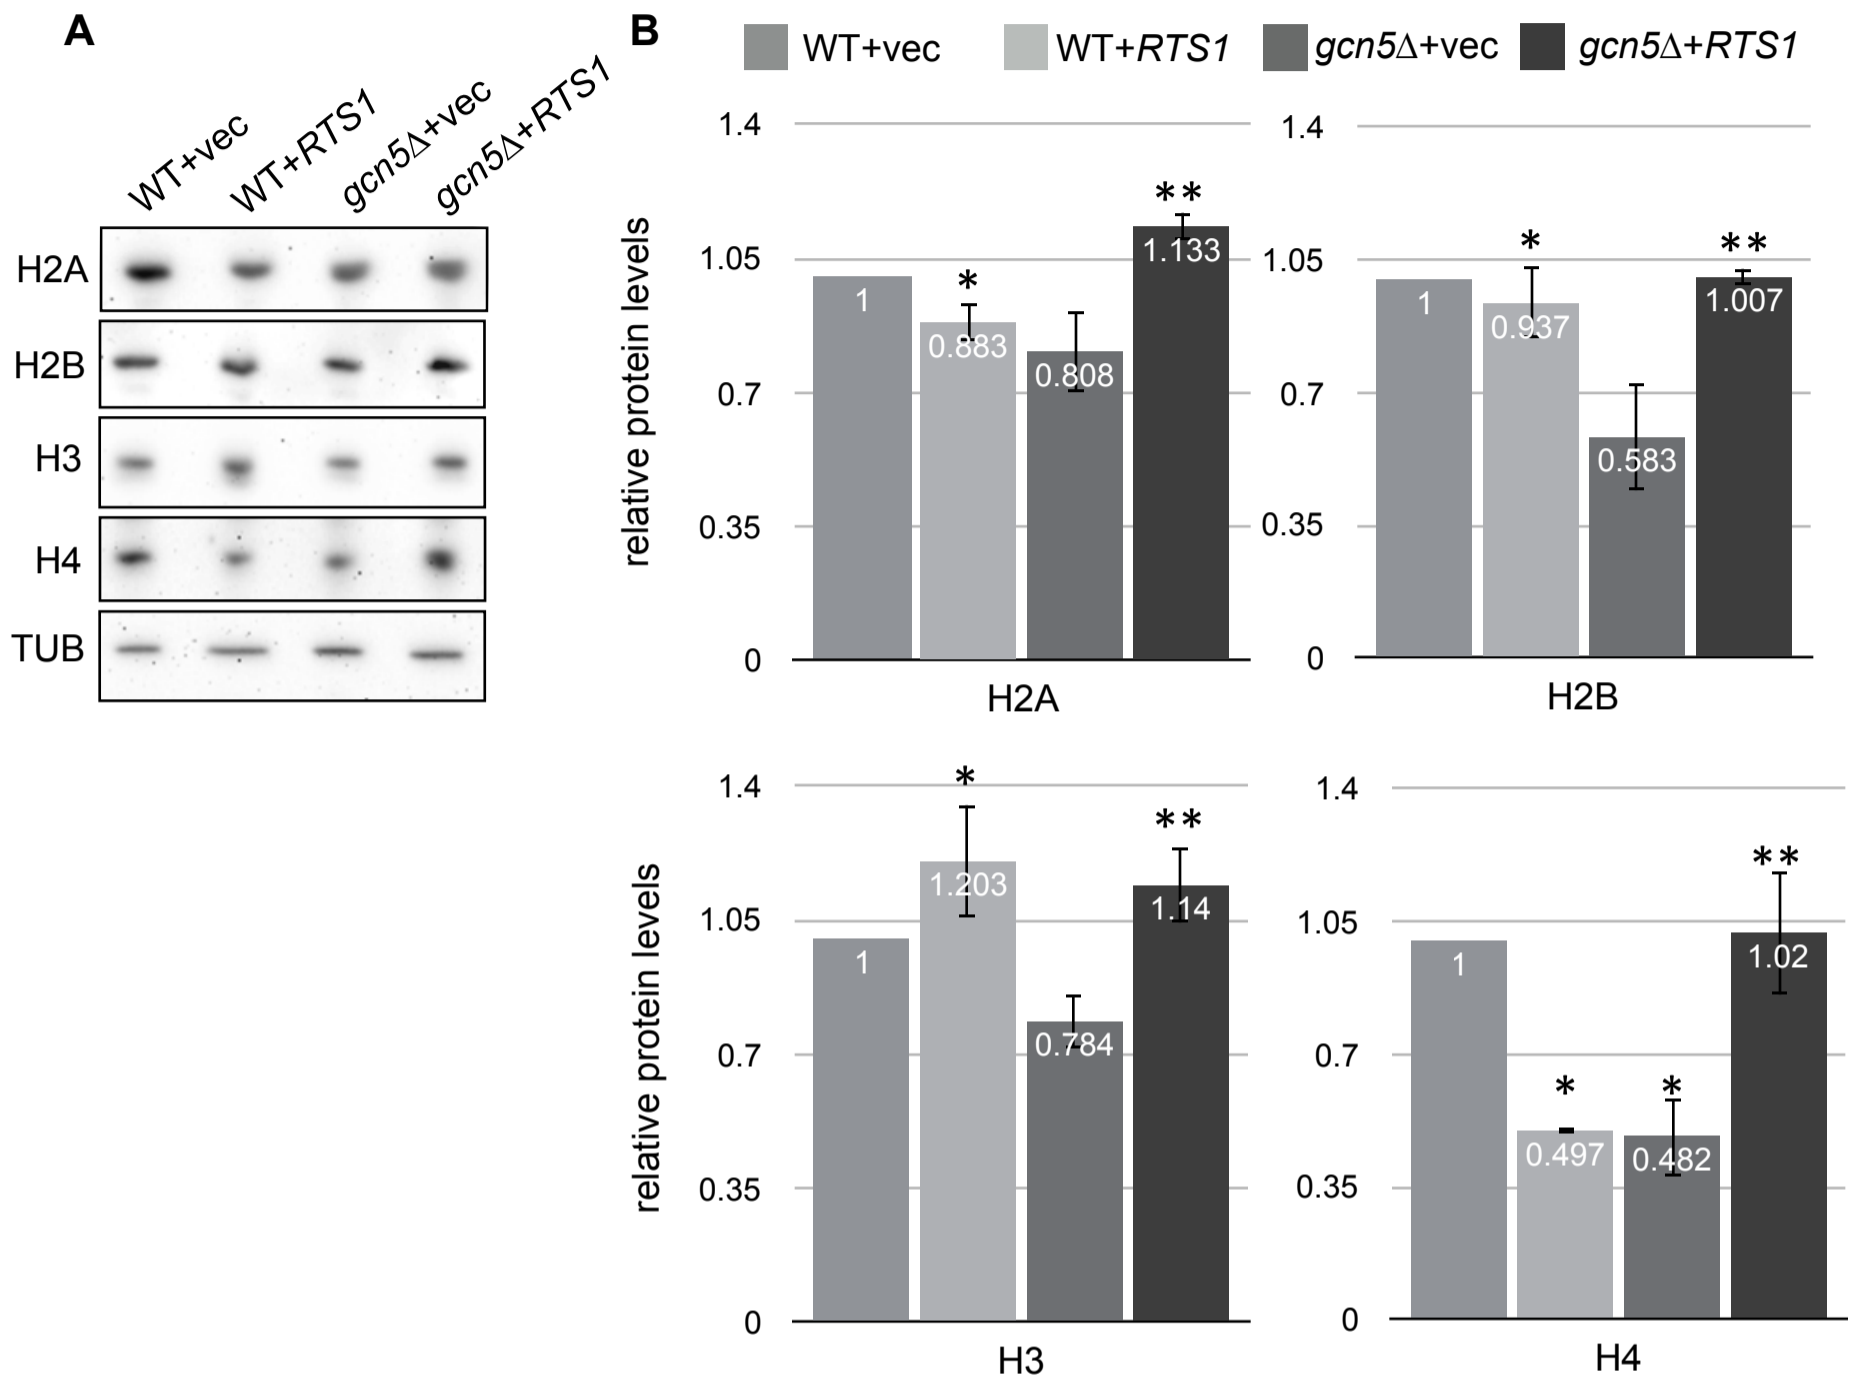 A
WT+vec
WT+RTS1
gcn5Δ+vec
gcn5Δ+RTS1
H2A
H2B
H3
H4
TUB
B
WT+vec
WT+RTS1
gcn5Δ+vec
gcn5Δ+RTS1
relative protein levels
1.4
1.05
0.7
0.35
0
1
*
0.883
0.808
**
1.133
H2A
1.4
1.05
0.7
0.35
0
1
*
0.937
0.583
**
1.007
H2B
relative protein levels
1.4
1.05
0.7
0.35
0
1
*
1.203
0.784
**
1.14
H3
1.4
1.05
0.7
0.35
0
1
*
0.497
*
0.482
**
1.02
H4